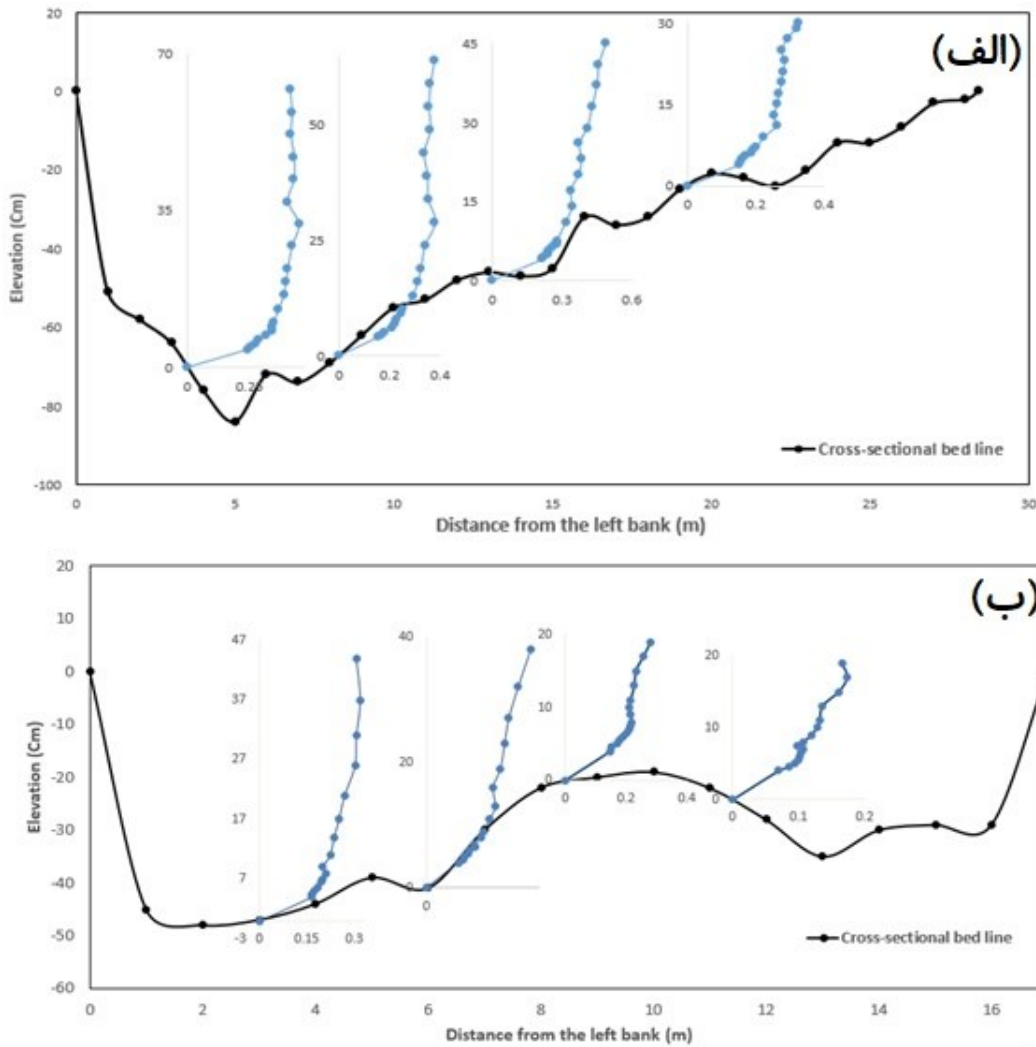 (الف)
20
0
-20
-40
-60
-80
-100
Elevation (Cm)
70
35
0
0 0.25
50
25
0
0 0.2 0.4
45
30
15
0
0 0.3 0.6
30
15
0
0 0.2 0.4
Cross-sectional bed line
0 5 10 15 20 25 30
Distance from the left bank (m)
(ب)
20
10
0
-10
-20
-30
-40
-50
-60
Elevation (Cm)
47
37
27
17
7
-3 0 0.15 0.3
40
20
0
0
20
10
0
0 0.2 0.4
20
10
0
0 0.1 0.2
Cross-sectional bed line
0 2 4 6 8 10 12 14 16
Distance from the left bank (m)